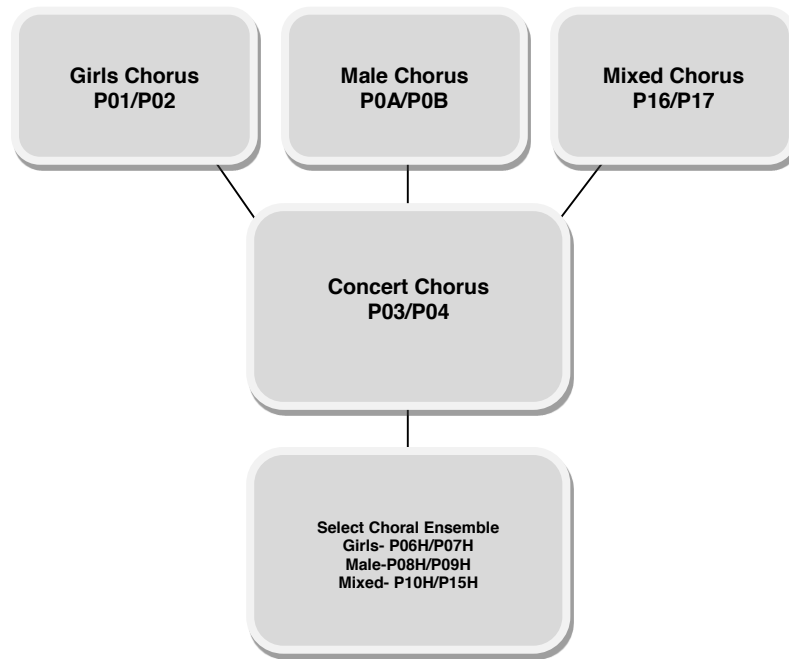 Girls Chorus
P01/P02
Male Chorus
P0A/P0B
Mixed Chorus
P16/P17
Concert Chorus
P03/P04
Select Choral Ensemble
Girls- P06H/P07H
Male-P08H/P09H
Mixed- P10H/P15H